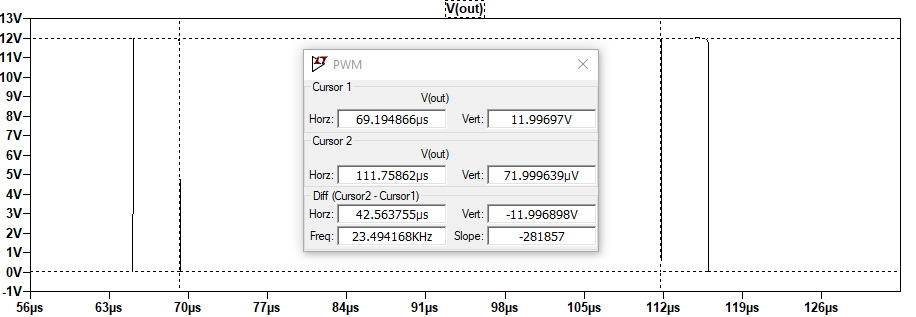 V(out)
13V
12V
11V
10V
9V
8V
7V
6V
5V
4V
3V
2V
1V
0V
-1V
PWM
Cursor 1
V(out)
Horz: 69.194866µs Vert: 11.99697V
Cursor 2
V(out)
Horz: 111.75862µs Vert: 71.999639µV
Diff (Cursor2 - Cursor1)
Horz: 42.563755µs Vert: -11.996898V
Freq: 23.494168KHz Slope: -281857
56µs 63µs 70µs 77µs 84µs 91µs 98µs 105µs 112µs 119µs 126µs